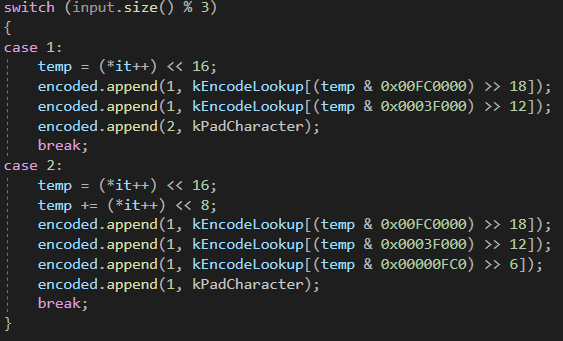 switch (input.size() % 3)
{
case 1:
    temp = (*it++) << 16;
    encoded.append(1, kEncodeLookup[(temp & 0x00FC0000) >> 18]);
    encoded.append(1, kEncodeLookup[(temp & 0x0003F000) >> 12]);
    encoded.append(2, kPadCharacter);
    break;
case 2:
    temp = (*it++) << 16;
    temp += (*it++) << 8;
    encoded.append(1, kEncodeLookup[(temp & 0x00FC0000) >> 18]);
    encoded.append(1, kEncodeLookup[(temp & 0x0003F000) >> 12]);
    encoded.append(1, kEncodeLookup[(temp & 0x00000FC0) >> 6]);
    encoded.append(1, kPadCharacter);
    break;
}